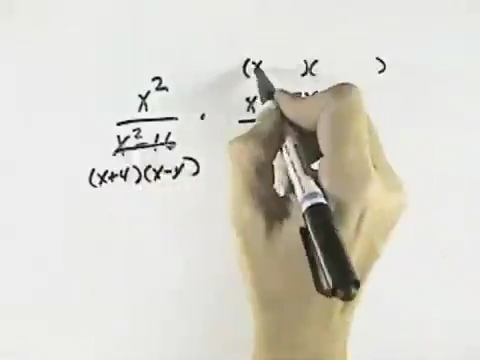 (x )( )
x² · x
x²-16
(x+4)(x-4)